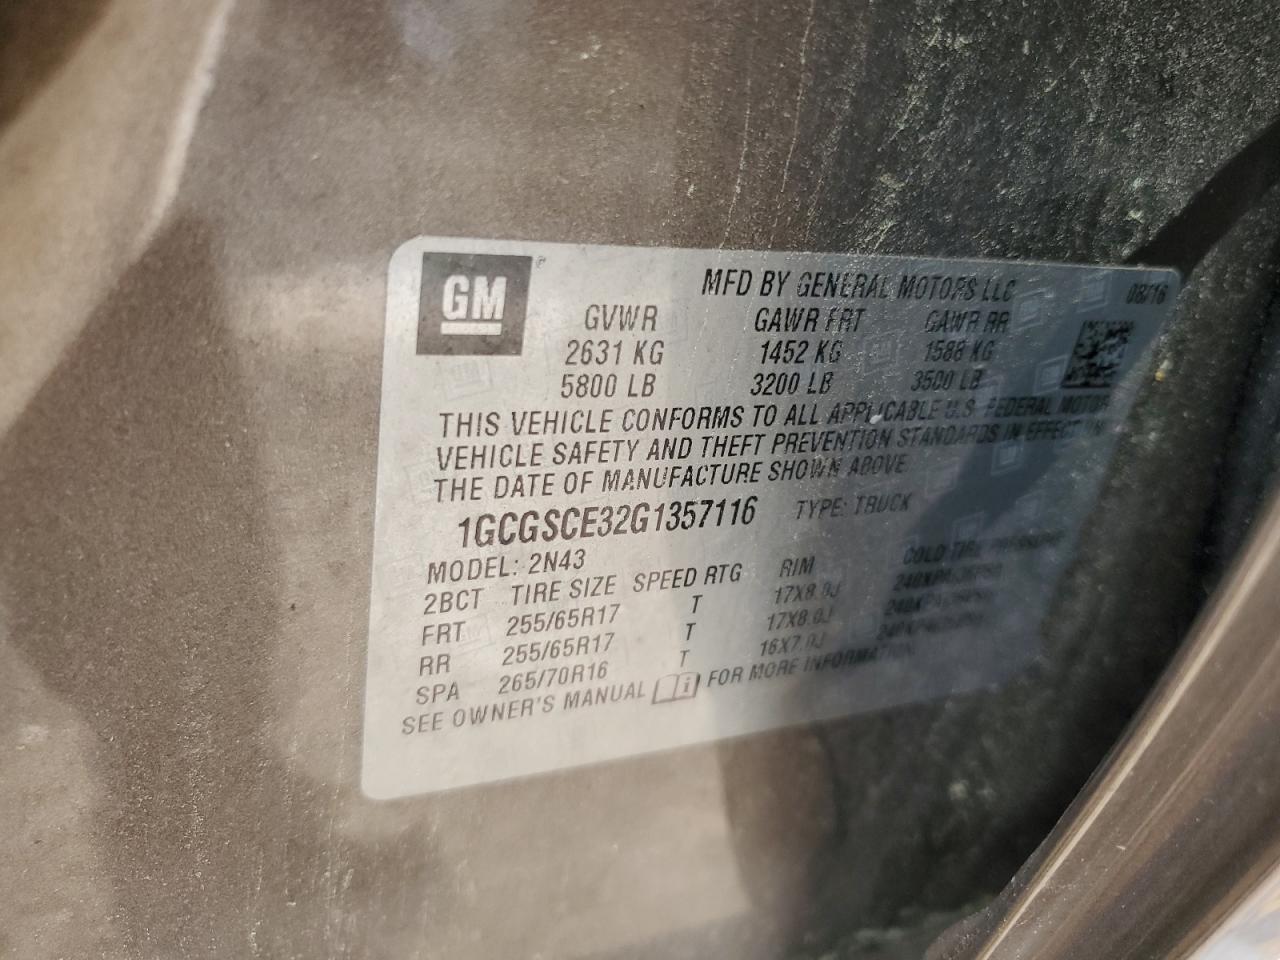 GM
MFD BY GENERAL MOTORS LLC 08/16
GVWR GAWR FRT GAWR RR
2631 KG 1452 KG 1588 KG
5800 LB 3200 LB 3500 LB
THIS VEHICLE CONFORMS TO ALL APPLICABLE U.S. FEDERAL MOTOR
VEHICLE SAFETY AND THEFT PREVENTION STANDARDS IN EFFECT ON
THE DATE OF MANUFACTURE SHOWN ABOVE
1GCGSCE32G1357116 TYPE: TRUCK
MODEL: 2N43
2BCT TIRE SIZE SPEED RTG RIM COLD TIRE PRESSURE
FRT 255/65R17 T 17X8.0J
RR 255/65R17 T 17X8.0J
SPA 265/70R16 T 16X7.0J
SEE OWNER'S MANUAL FOR MORE INFORMATION